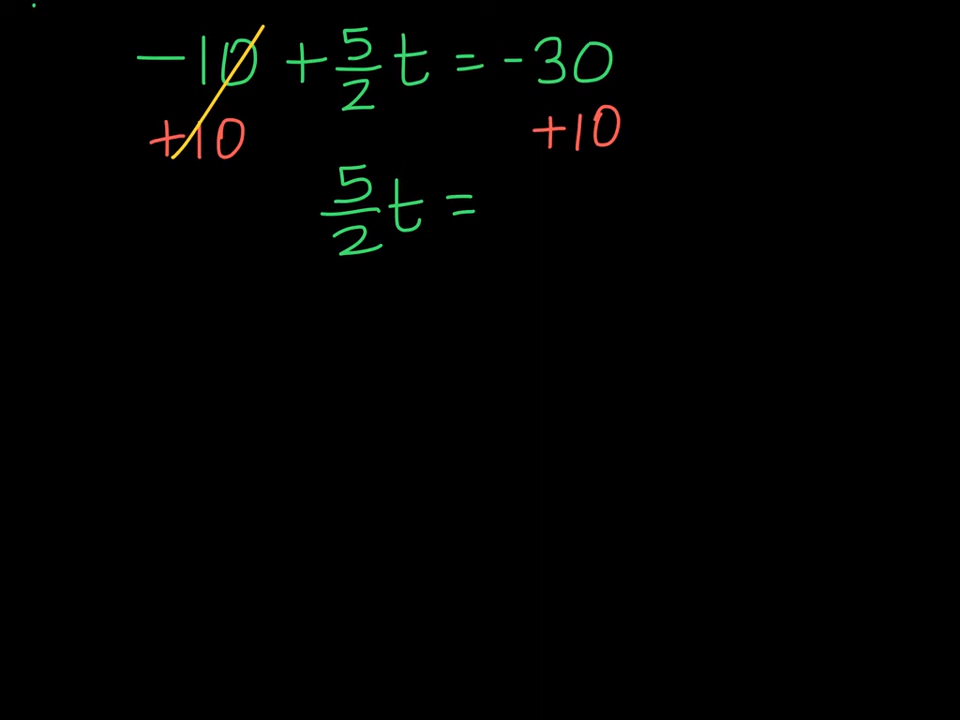 -10 + 5/2 t = -30
+10 +10
5/2 t =